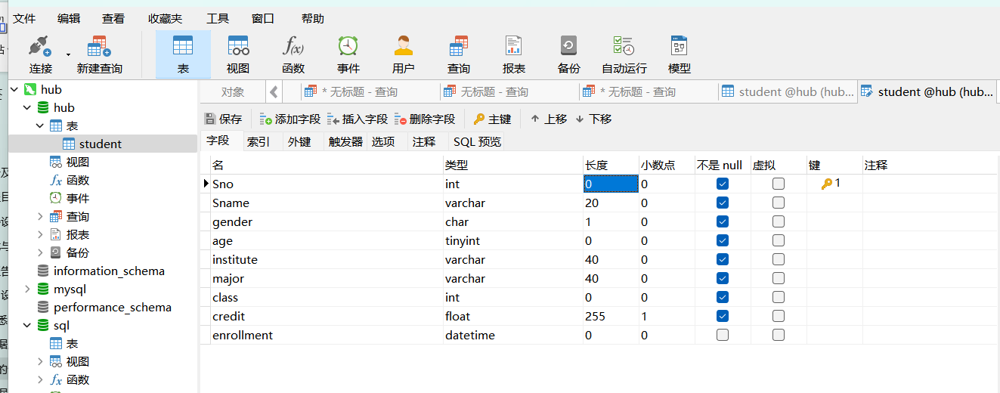 文件 编辑 查看 收藏夹 工具 窗口 帮助
连接 新建查询 表 视图 函数 事件 用户 查询 报表 备份 自动运行 模型
对象 * 无标题 - 查询 无标题 - 查询 * 无标题 - 查询 student @hub (hub... student @hub (hub...
保存 添加字段 插入字段 删除字段 主键 上移 下移
字段 索引 外键 触发器 选项 注释 SQL 预览
名 类型 长度 小数点 不是 null 虚拟 键 注释
Sno int 0 0 1
Sname varchar 20 0
gender char 1 0
age tinyint 0 0
institute varchar 40 0
major varchar 40 0
class int 0 0
credit float 255 1
enrollment datetime 0 0
hub
hub
表
student
视图
函数
事件
查询
报表
备份
information_schema
mysql
performance_schema
sql
表
视图
函数